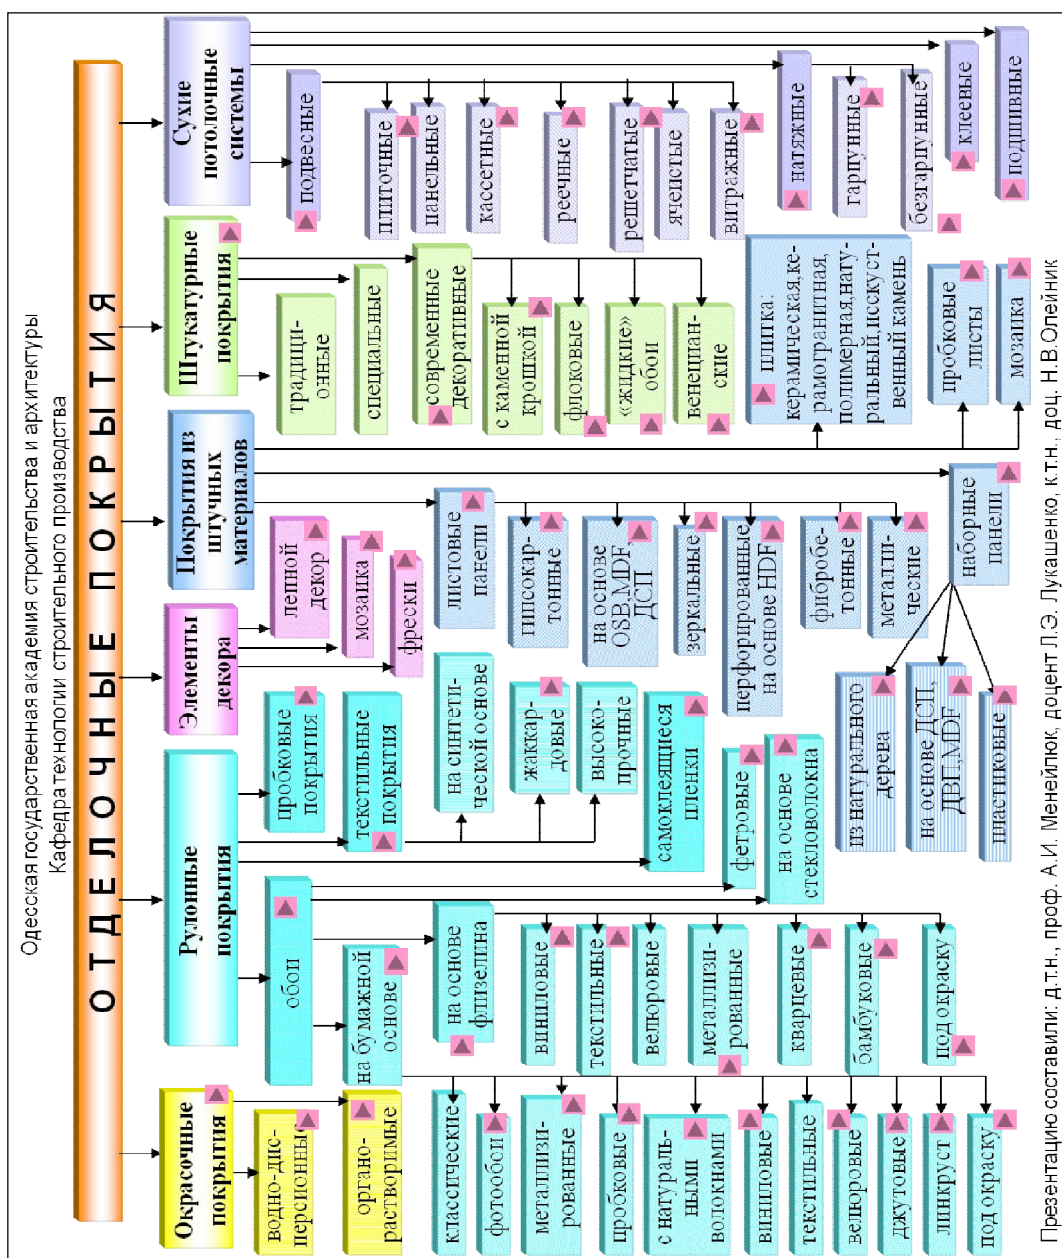 Одесская государственная академия строительства и архитектуры
Кафедра технологии строительного производства
ОТДЕЛОЧНЫЕ ПОКРЫТИЯ
Окрасочные
покрытия
водно-дис-
персионные
органо-
растворимые
Рулонные
покрытия
обои
на бумажной
основе
классические
фотообои
металлизи-
рованные
пробковые
с натураль-
ными
волокнами
виниловые
текстильные
велюровые
джутовые
линкруст
под окраску
на основе
флизелина
виниловые
текстильные
велюровые
металлизи-
рованные
кварцевые
бамбуковые
под окраску
фетровые
на основе
стекловолокна
пробковые
покрытия
текстильные
покрытия
на синтети-
ческой основе
жаккар-
довые
высоко-
прочные
самоклеящиеся
пленки
Элементы
декора
лепной
декор
мозаика
фрески
Покрытия из
штучных
материалов
листовые
панели
гипсокар-
тонные
на основе
OSB,MDF,
ДСП
зеркальные
перфорированные
на основе HDF
фибробе-
тонные
металли-
ческие
наборные
панели
из натурального
дерева
на основе ДСП,
ДВП,MDF
пластиковые
плитка:
керамическая,ке-
рамогранитная,
полимерная,нату-
ральный,исскуст-
венный камень
пробковые
листы
мозаика
Штукатурные
покрытия
традици-
онные
специальные
современные
декоративные
с каменной
крошкой
флоковые
«жидкие»
обои
венециан-
ские
Сухие
потолочные
системы
подвесные
плиточные
панельные
кассетные
реечные
решетчатые
ячеистые
витражные
натяжные
гарпунные
безгарпунные
клеевые
подшивные
Презентацию составили: д.т.н., проф. А.И. Менейлюк, доцент Л.Э. Лукашенко, к.т.н., доц. Н.В.Олейник